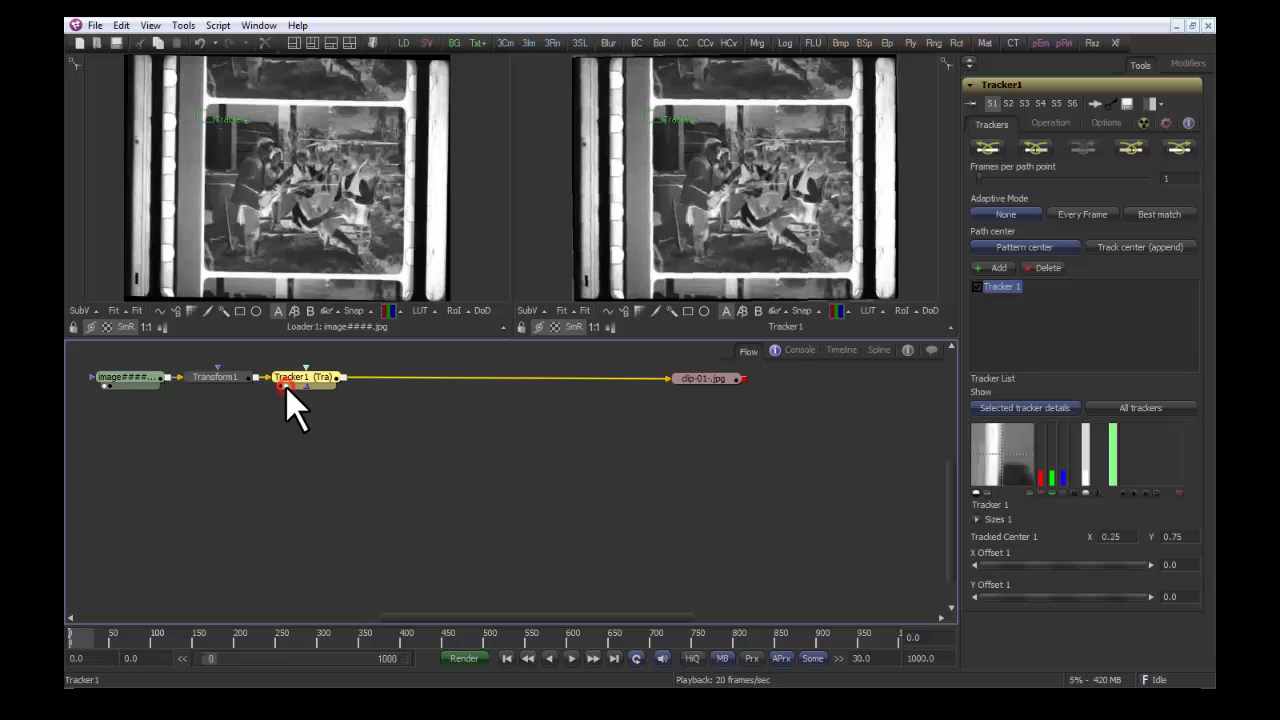 File Edit View Tools Script Window Help
LD SV BG Txt+ 3Cm 3Im 3Rn 3SL Blur BC Bol CC CCv HCv Mrg Log FLU Bmp BSp Elp Ply Rng Rct Mat CT pEm pRn Rsz Xf
Tools Modifiers
Tracker1
S1 S2 S3 S4 S5 S6
Trackers Operation Options
Frames per path point
1
Adaptive Mode
None Every Frame Best match
Path center
Pattern center Track center (append)
Add Delete
Tracker 1
SubV Fit Fit Snap LUT RoI DoD
SmR 1:1 Loader1: image####.jpg
SubV Fit Fit Snap LUT RoI DoD
SmR 1:1 Tracker1
Flow Console Timeline Spline
image####... Transform1 Tracker1 (Tra) clip-01-.jpg
Tracker List
Show
Selected tracker details All trackers
Tracker 1
Sizes 1
Tracked Center 1 X 0.25 Y 0.75
X Offset 1
0.0
Y Offset 1
0.0
0 50 100 150 200 250 300 350 400 450 500 550 600 650 700 750 800 850 900 950 1 0.0
0.0 0.0 << 0 1000 Render HiQ MB Prx APrx Some >> 30.0 1000.0
Tracker1 Playback: 20 frames/sec 5% - 420 MB Idle